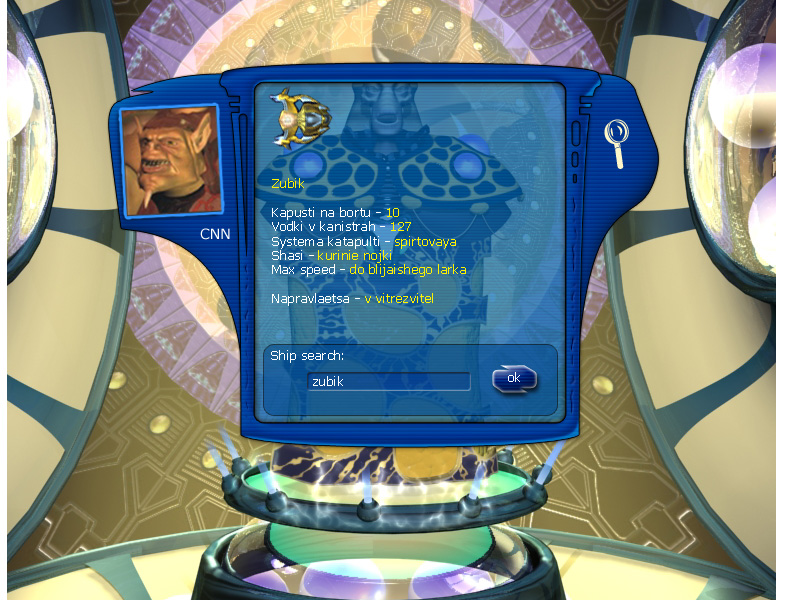 CNN
Zubik
Kapusti na bortu - 10
Vodki v kanistrah - 127
Systema katapulti - spirtovaya
Shasi - kurinie nojki
Max speed - do blijaishego larka
Napravlaetsa - v vitrezvitel
Ship search:
zubik
ok